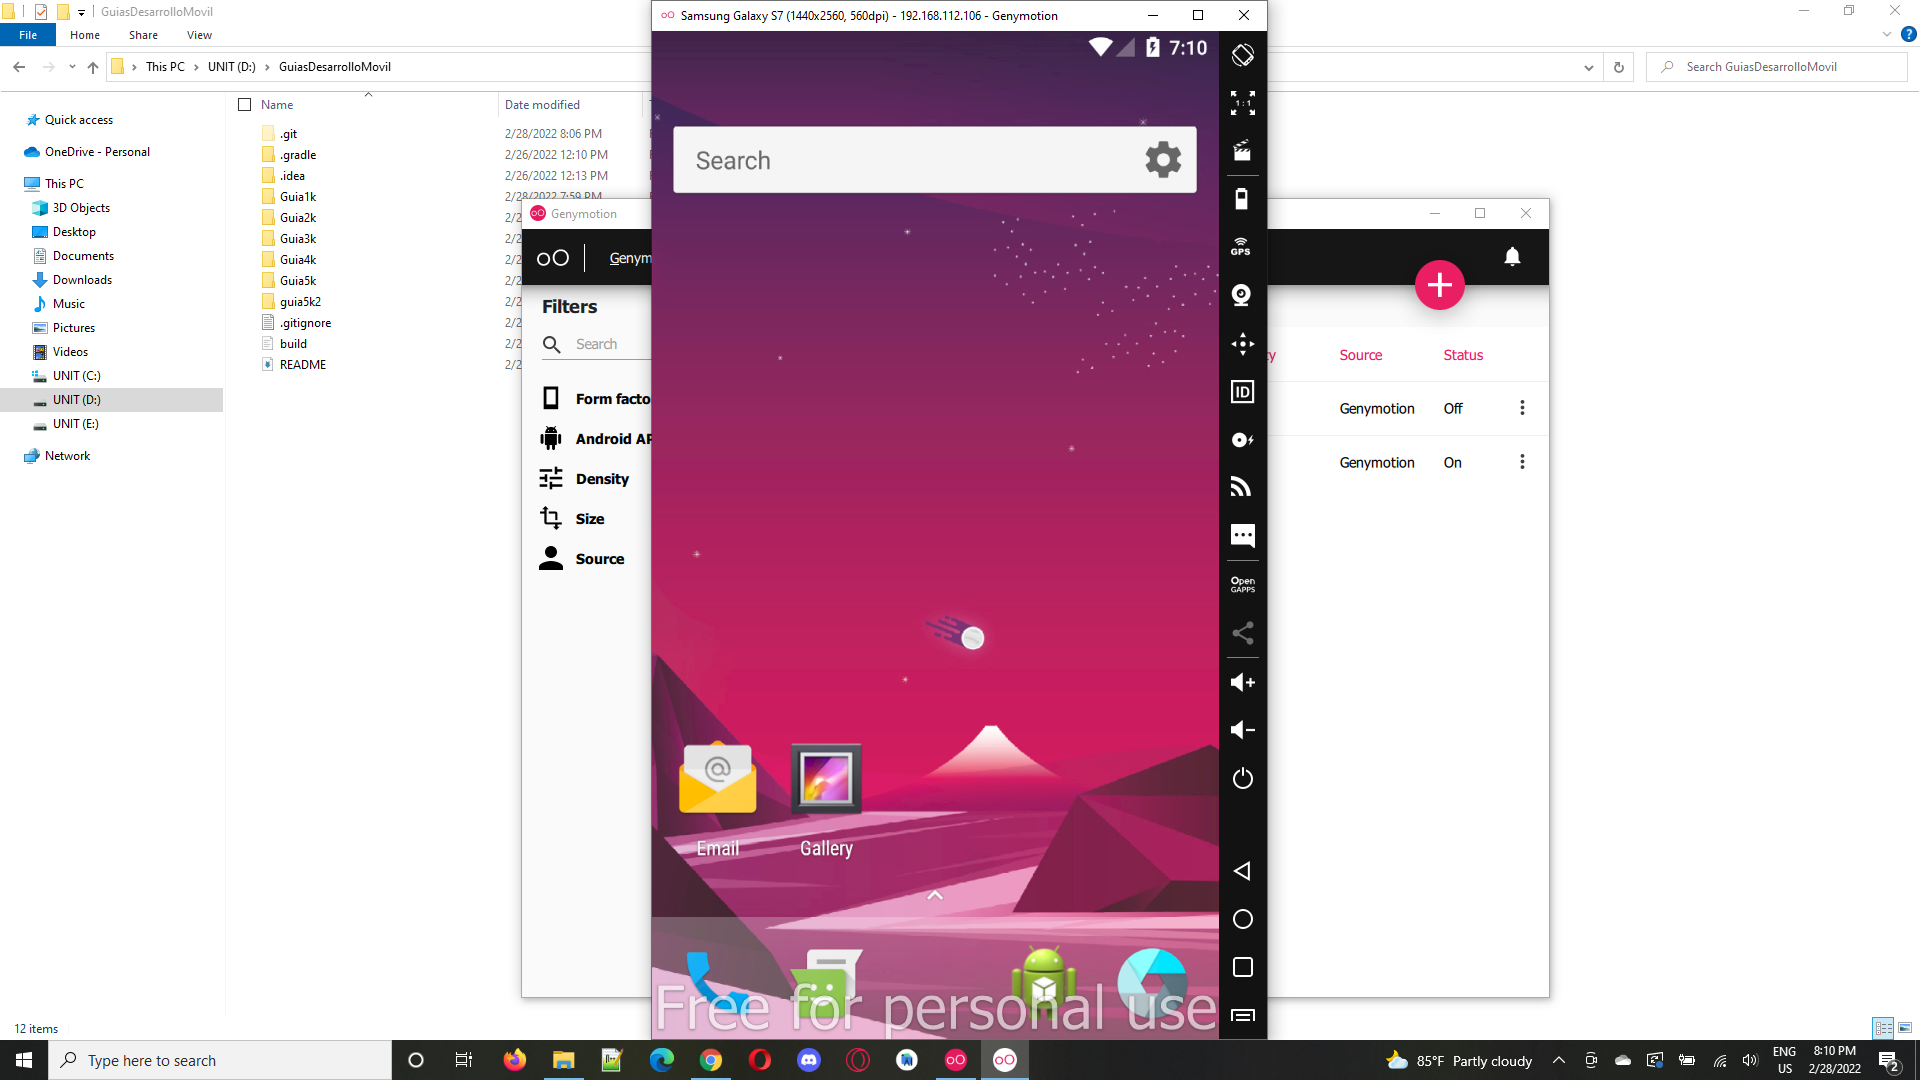 GuiasDesarrolloMovil
File
Home
Share
View
This PC
UNIT (D:)
GuiasDesarrolloMovil
Search GuiasDesarrolloMovil
Quick access
OneDrive - Personal
This PC
3D Objects
Desktop
Documents
Downloads
Music
Pictures
Videos
UNIT (C:)
UNIT (D:)
UNIT (E:)
Network
Name
Date modified
.git
2/28/2022 8:06 PM
.gradle
2/26/2022 12:10 PM
.idea
2/26/2022 12:13 PM
Guia1k
2/28/2022 7:59 PM
Guia2k
2/2
Guia3k
2/2
Guia4k
2/2
Guia5k
2/2
guia5k2
2/2
.gitignore
2/2
build
2/2
README
2/2
12 items
Genymotion
Genym
Filters
Search
Form facto
Android AP
Density
Size
Source
ty
Source
Status
Genymotion
Off
Genymotion
On
Samsung Galaxy S7 (1440x2560, 560dpi) - 192.168.112.106 - Genymotion
7:10
Search
Email
Gallery
Free for personal use
1:1
GPS
ID
Open
GAPPS
Type here to search
85°F Partly cloudy
ENG
US
8:10 PM
2/28/2022
2